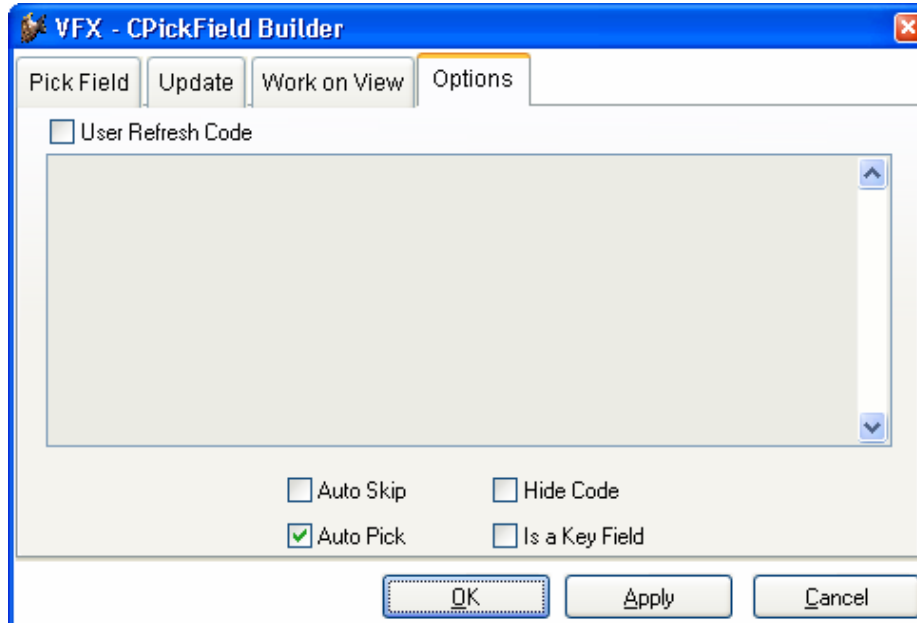 VFX - CPickField Builder
Pick Field Update Work on View Options
User Refresh Code
Auto Skip Hide Code
Auto Pick Is a Key Field
OK Apply Cancel